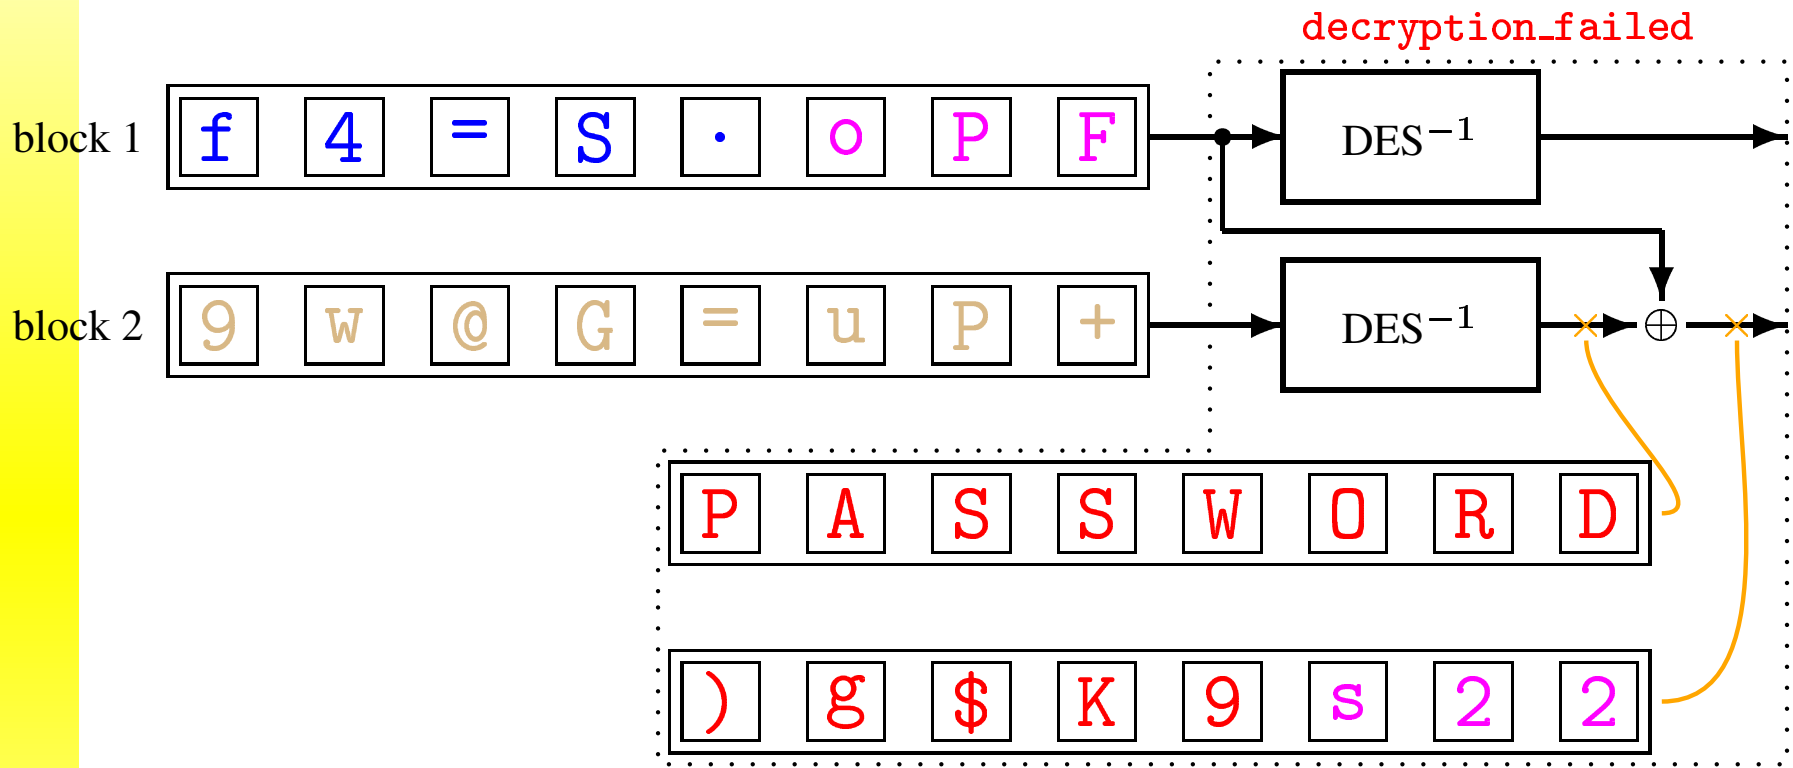 decryption_failed
block 1 f 4 = S · o P F DES⁻¹
block 2 9 w @ G = u P + DES⁻¹
P A S S W O R D
) g $ K 9 s 2 2